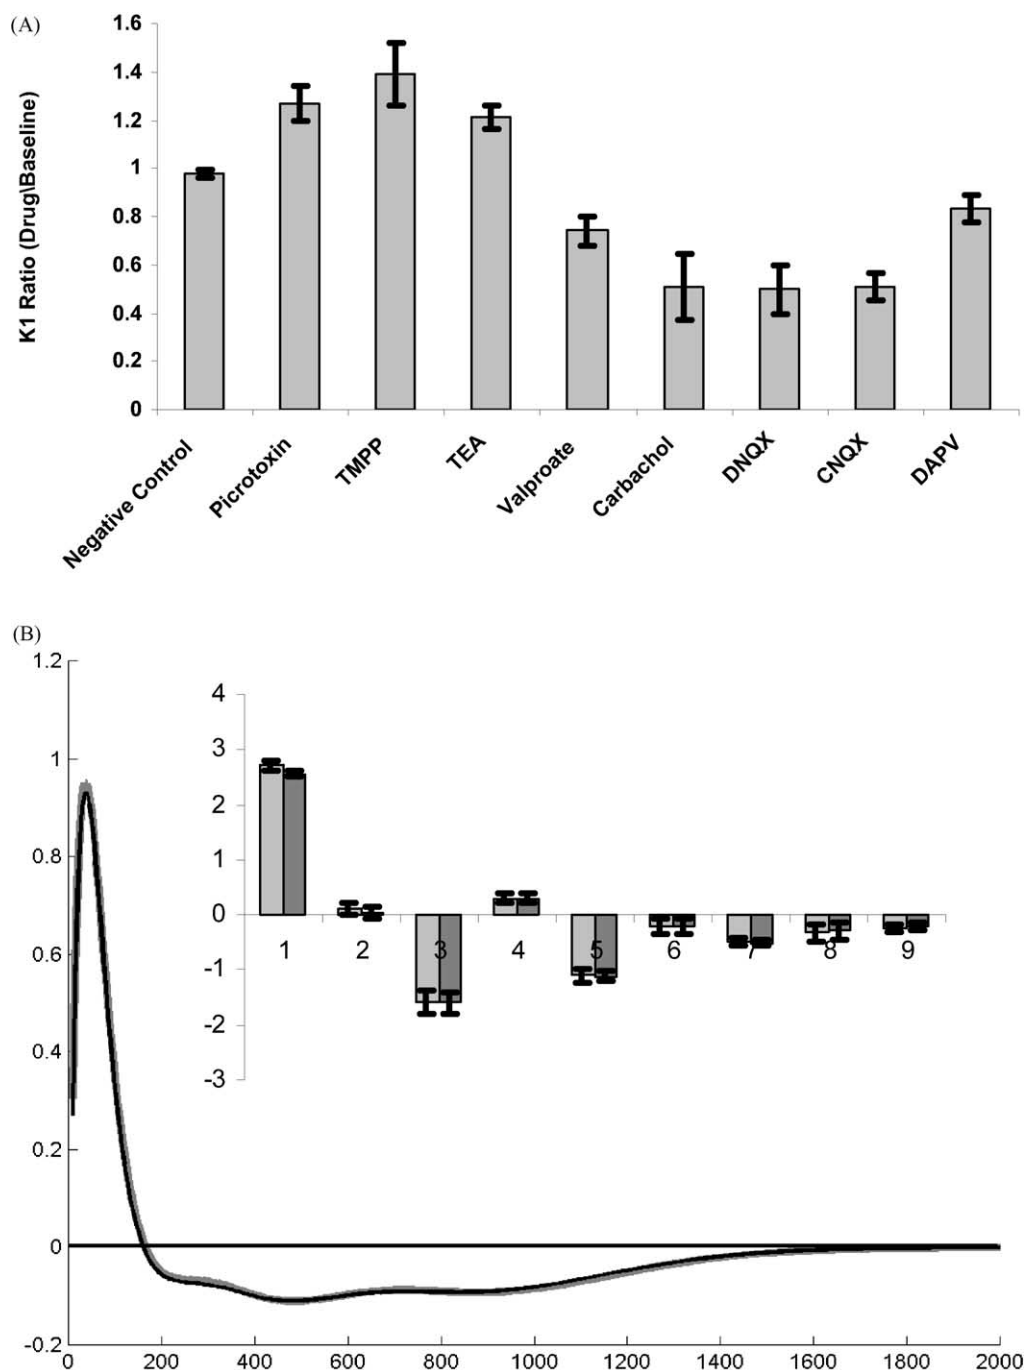 (A)
K1 Ratio (Drug\Baseline)
1.6
1.4
1.2
1
0.8
0.6
0.4
0.2
0
Negative Control
Picrotoxin
TMPP
TEA
Valproate
Carbachol
DNQX
CNQX
DAPV
(B)
1.2
1
0.8
0.6
0.4
0.2
0
-0.2
4
3
2
1
0
-1
-2
-3
1 2 3 4 5 6 7 8 9
0 200 400 600 800 1000 1200 1400 1600 1800 2000